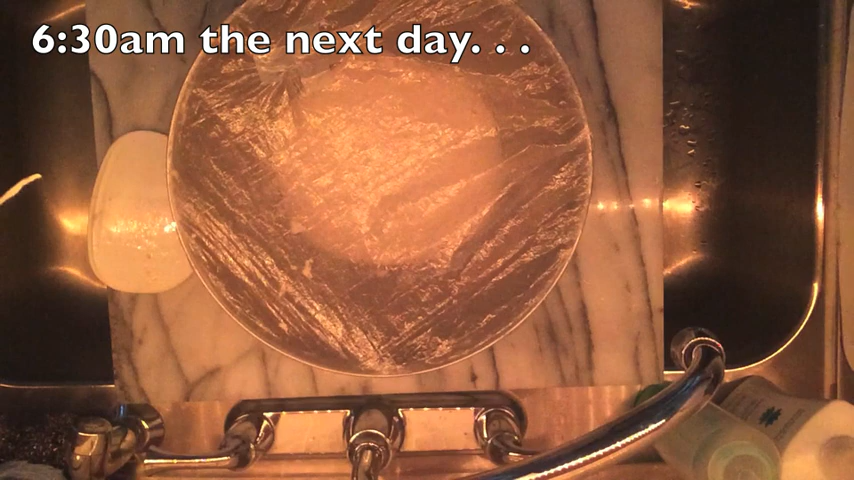 6:30am the next day. . .